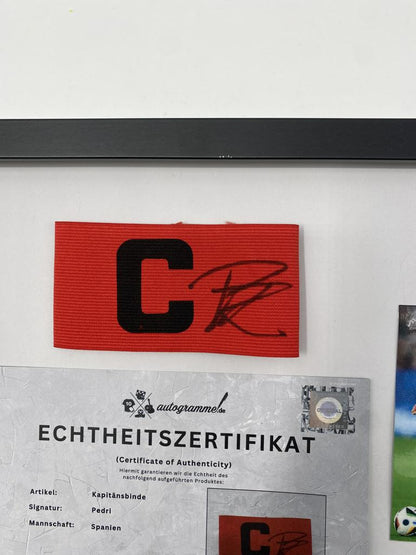 C
autogramme.de
ECHTHEITSZERTIFIKAT
(Certificate of Authenticity)
Hiermit garantieren wir die Echtheit des
nachfolgend aufgeführten Produktes:
Artikel: Kapitänsbinde
Signatur: Pedri
Mannschaft: Spanien
C